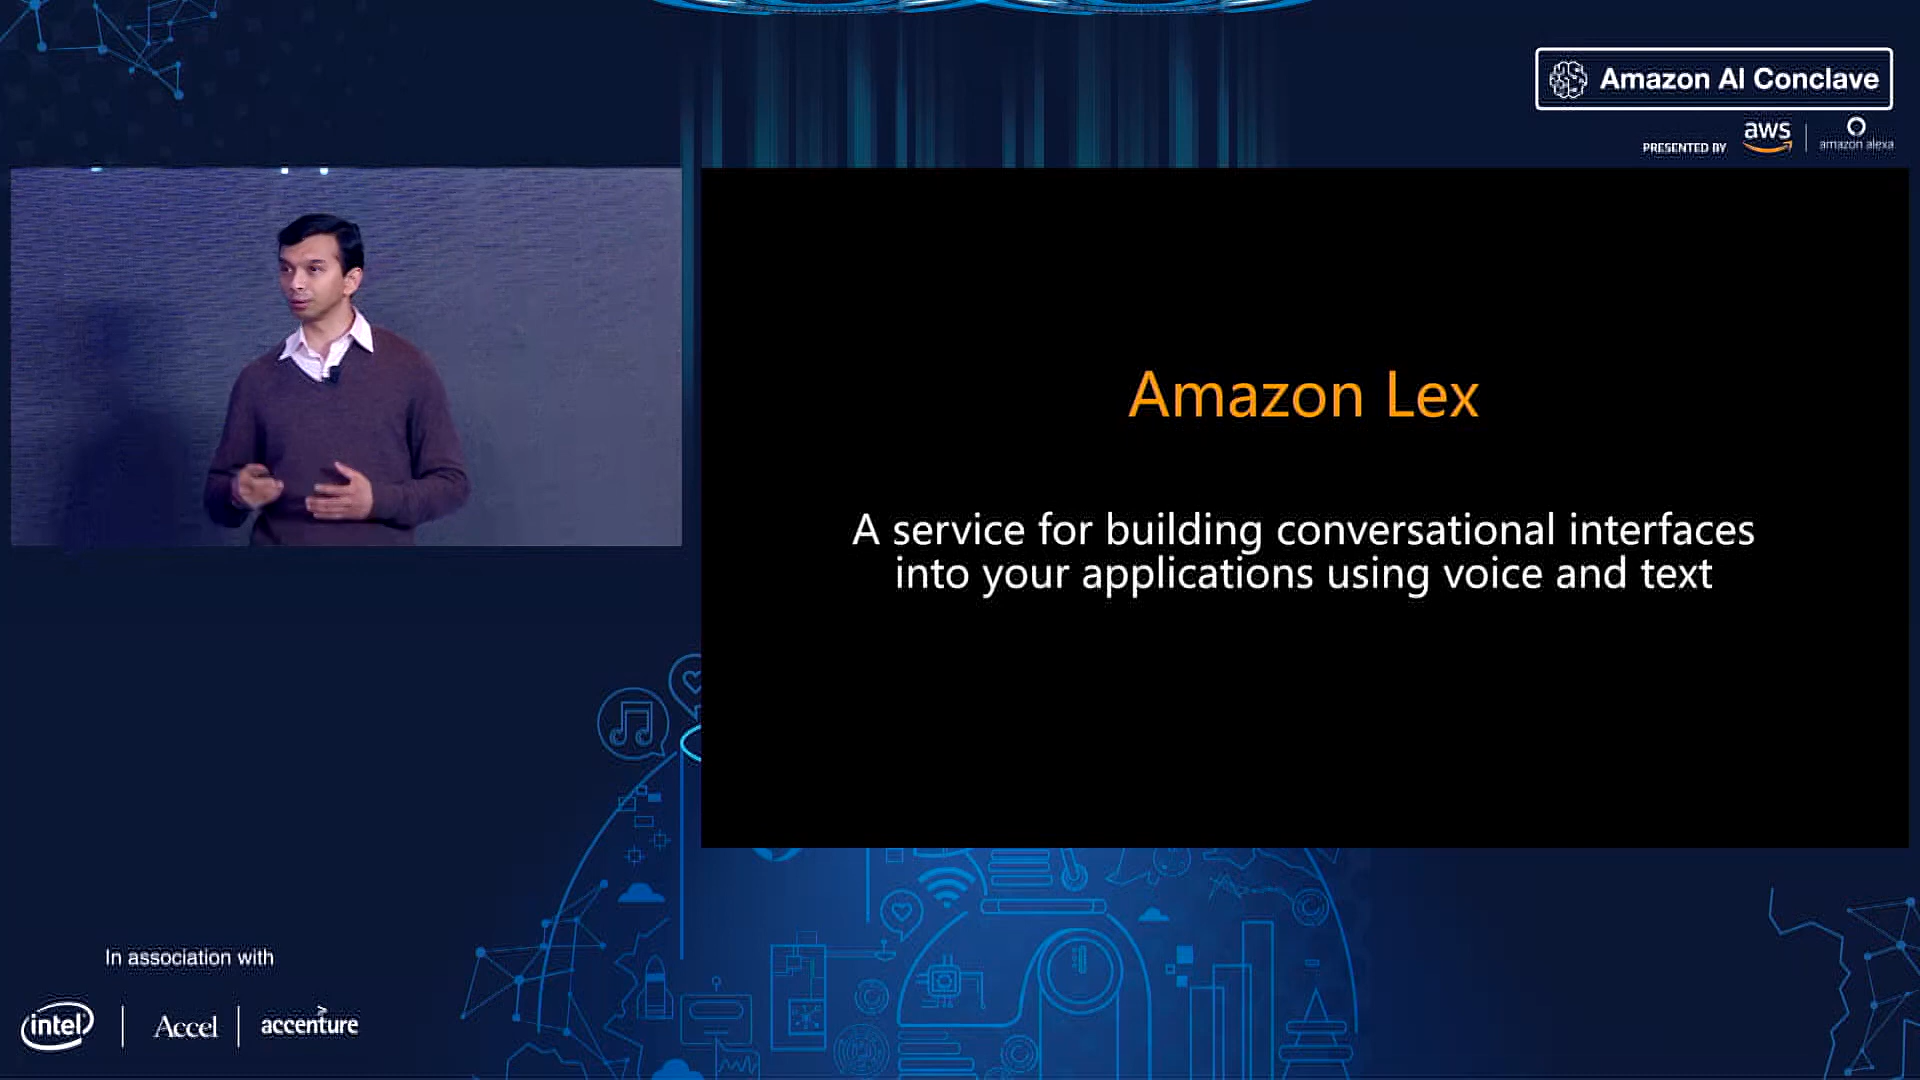 Amazon AI Conclave
PRESENTED BY
aws
amazon alexa
Amazon Lex
A service for building conversational interfaces
into your applications using voice and text
In association with
intel
Accel
accenture